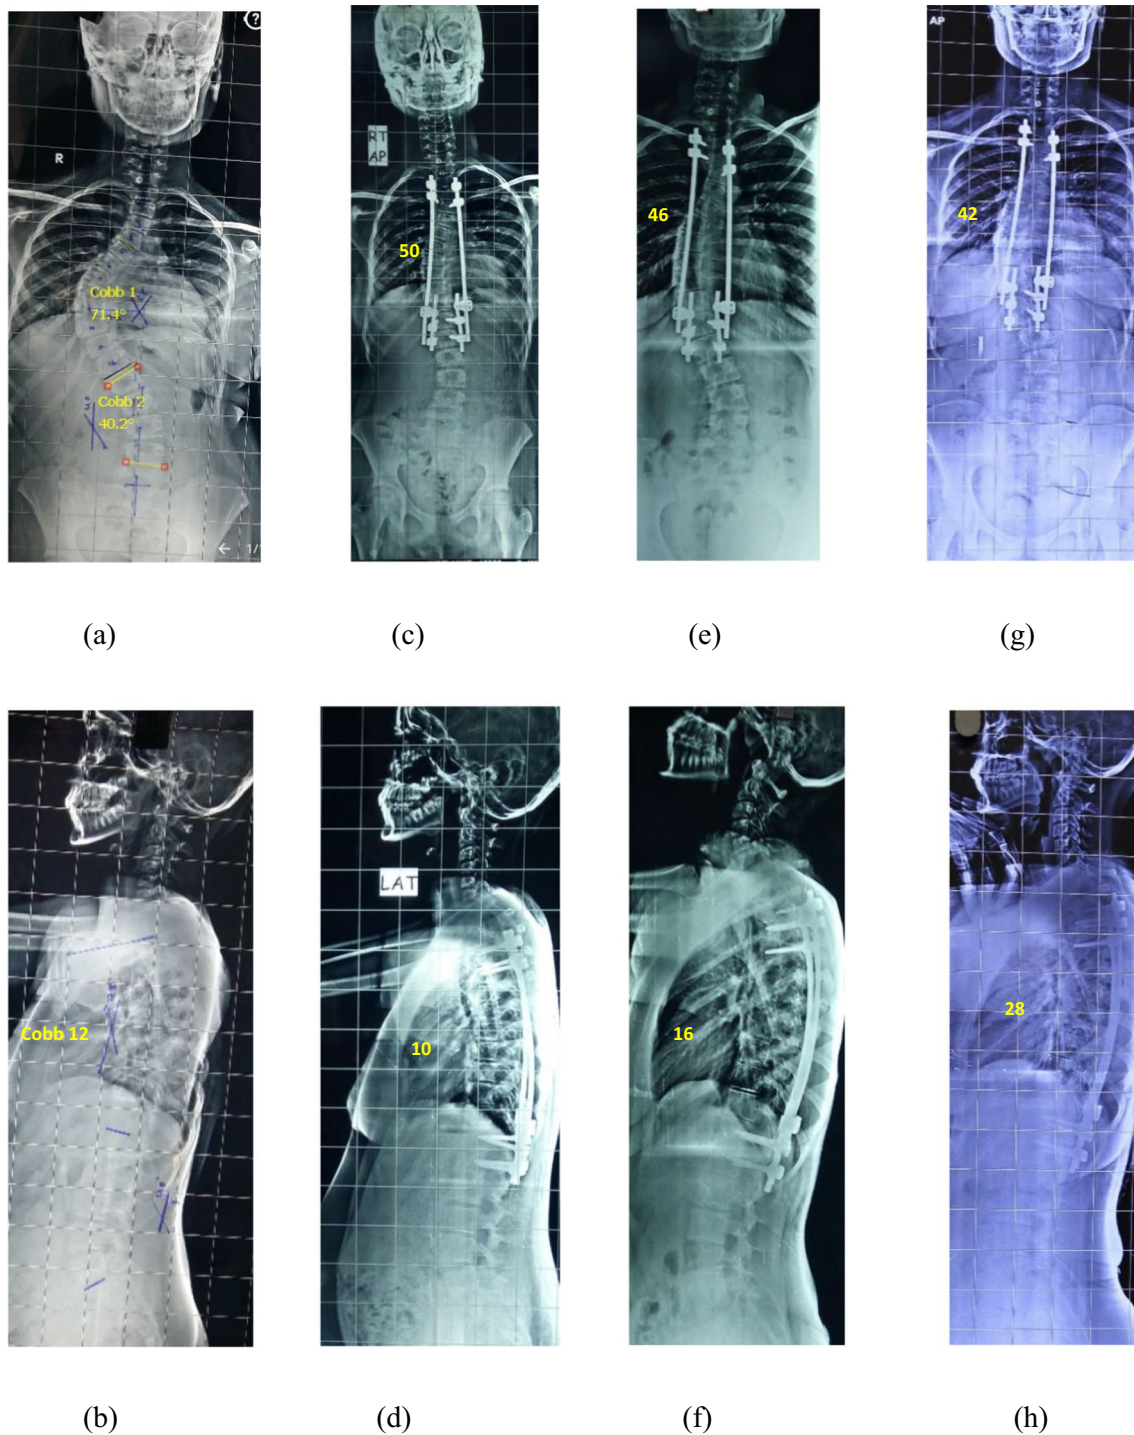 ?
R
Cobb 1
71.4°
Cobb 2
40.2°
RT
AP
50
46
AP
42
(a)
(c)
(e)
(g)
Cobb 12
LAT
10
16
28
(b)
(d)
(f)
(h)